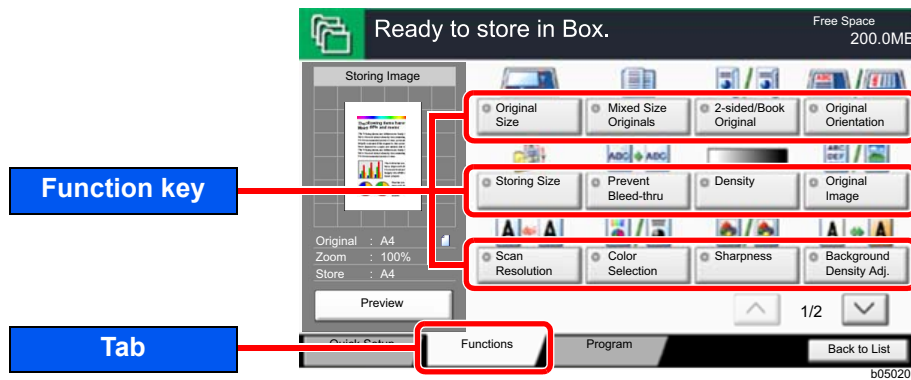 Ready to store in Box.
Free Space
200.0MB
Storing Image
Original
Size
Mixed Size
Originals
2-sided/Book
Original
Original
Orientation
Function key
Storing Size
Prevent
Bleed-thru
ABC
ABC
Density
Original
Image
Original : A4
Zoom : 100%
Store : A4
A
A
A
A
Scan
Resolution
Color
Selection
Sharpness
Background
Density Adj.
Preview
1/2
Tab
Quick Setup
Functions
Program
Back to List
b05020